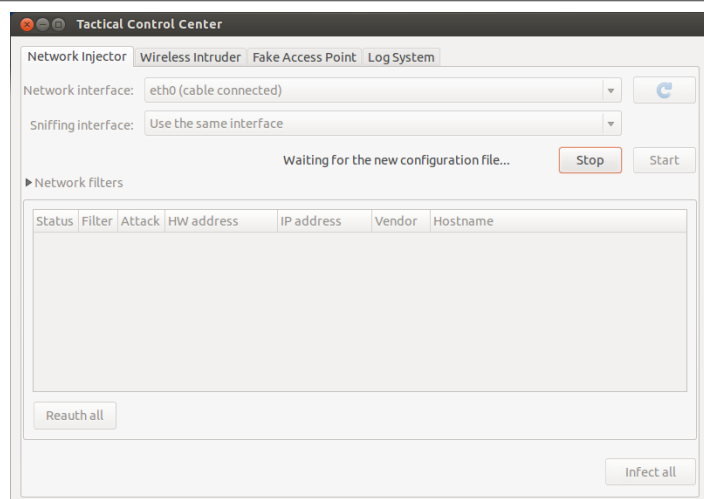 Tactical Control Center
Network Injector Wireless Intruder Fake Access Point Log System
Network interface: eth0 (cable connected)
Sniffing interface: Use the same interface
Waiting for the new configuration file... Stop Start
Network filters
Status Filter Attack HW address IP address Vendor Hostname
Reauth all
Infect all